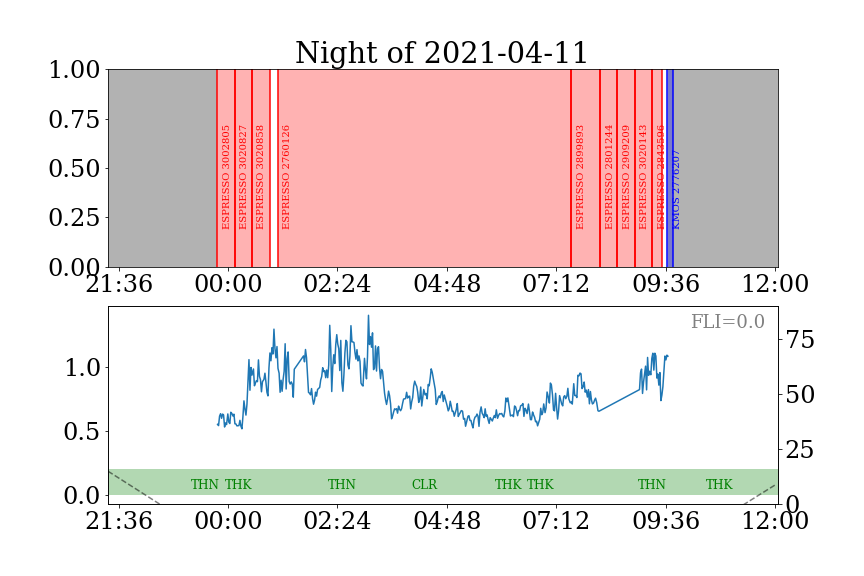 Night of 2021-04-11
1.00
0.75
0.50
0.25
0.00
ESPRESSO 3002805
ESPRESSO 3020827
ESPRESSO 3020858
ESPRESSO 2760126
ESPRESSO 2899893
ESPRESSO 2801244
ESPRESSO 2909209
ESPRESSO 3020143
ESPRESSO 2843596
KMOS 2776207
21:36 00:00 02:24 04:48 07:12 09:36 12:00
FLI=0.0
1.0
0.5
0.0
75
50
25
0
THN THK THN CLR THK THK THN THK
21:36 00:00 02:24 04:48 07:12 09:36 12:00